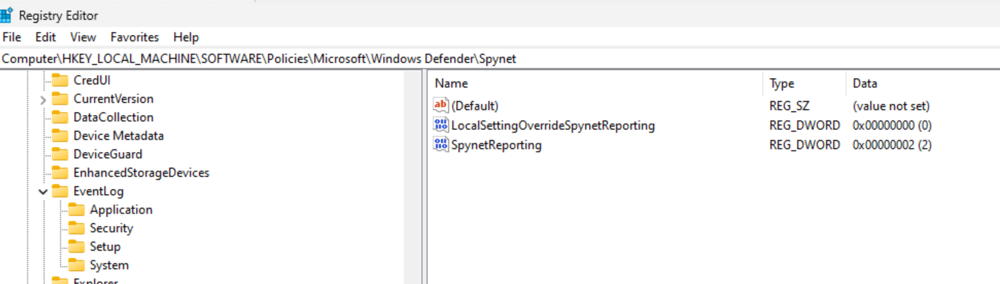 Registry Editor
File Edit View Favorites Help
Computer\HKEY_LOCAL_MACHINE\SOFTWARE\Policies\Microsoft\Windows Defender\Spynet
CredUI
CurrentVersion
DataCollection
Device Metadata
DeviceGuard
EnhancedStorageDevices
EventLog
Application
Security
Setup
System
Explorer
Name Type Data
ab (Default) REG_SZ (value not set)
LocalSettingOverrideSpynetReporting REG_DWORD 0x00000000 (0)
SpynetReporting REG_DWORD 0x00000002 (2)